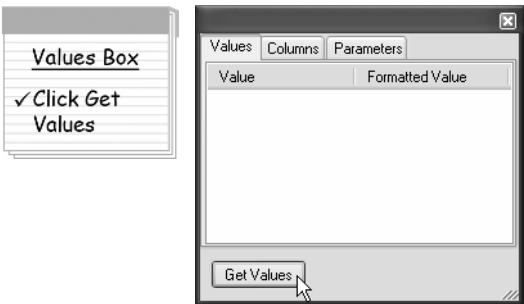 Values Box
✓ Click Get
Values
Values Columns Parameters
Value Formatted Value
Get Values